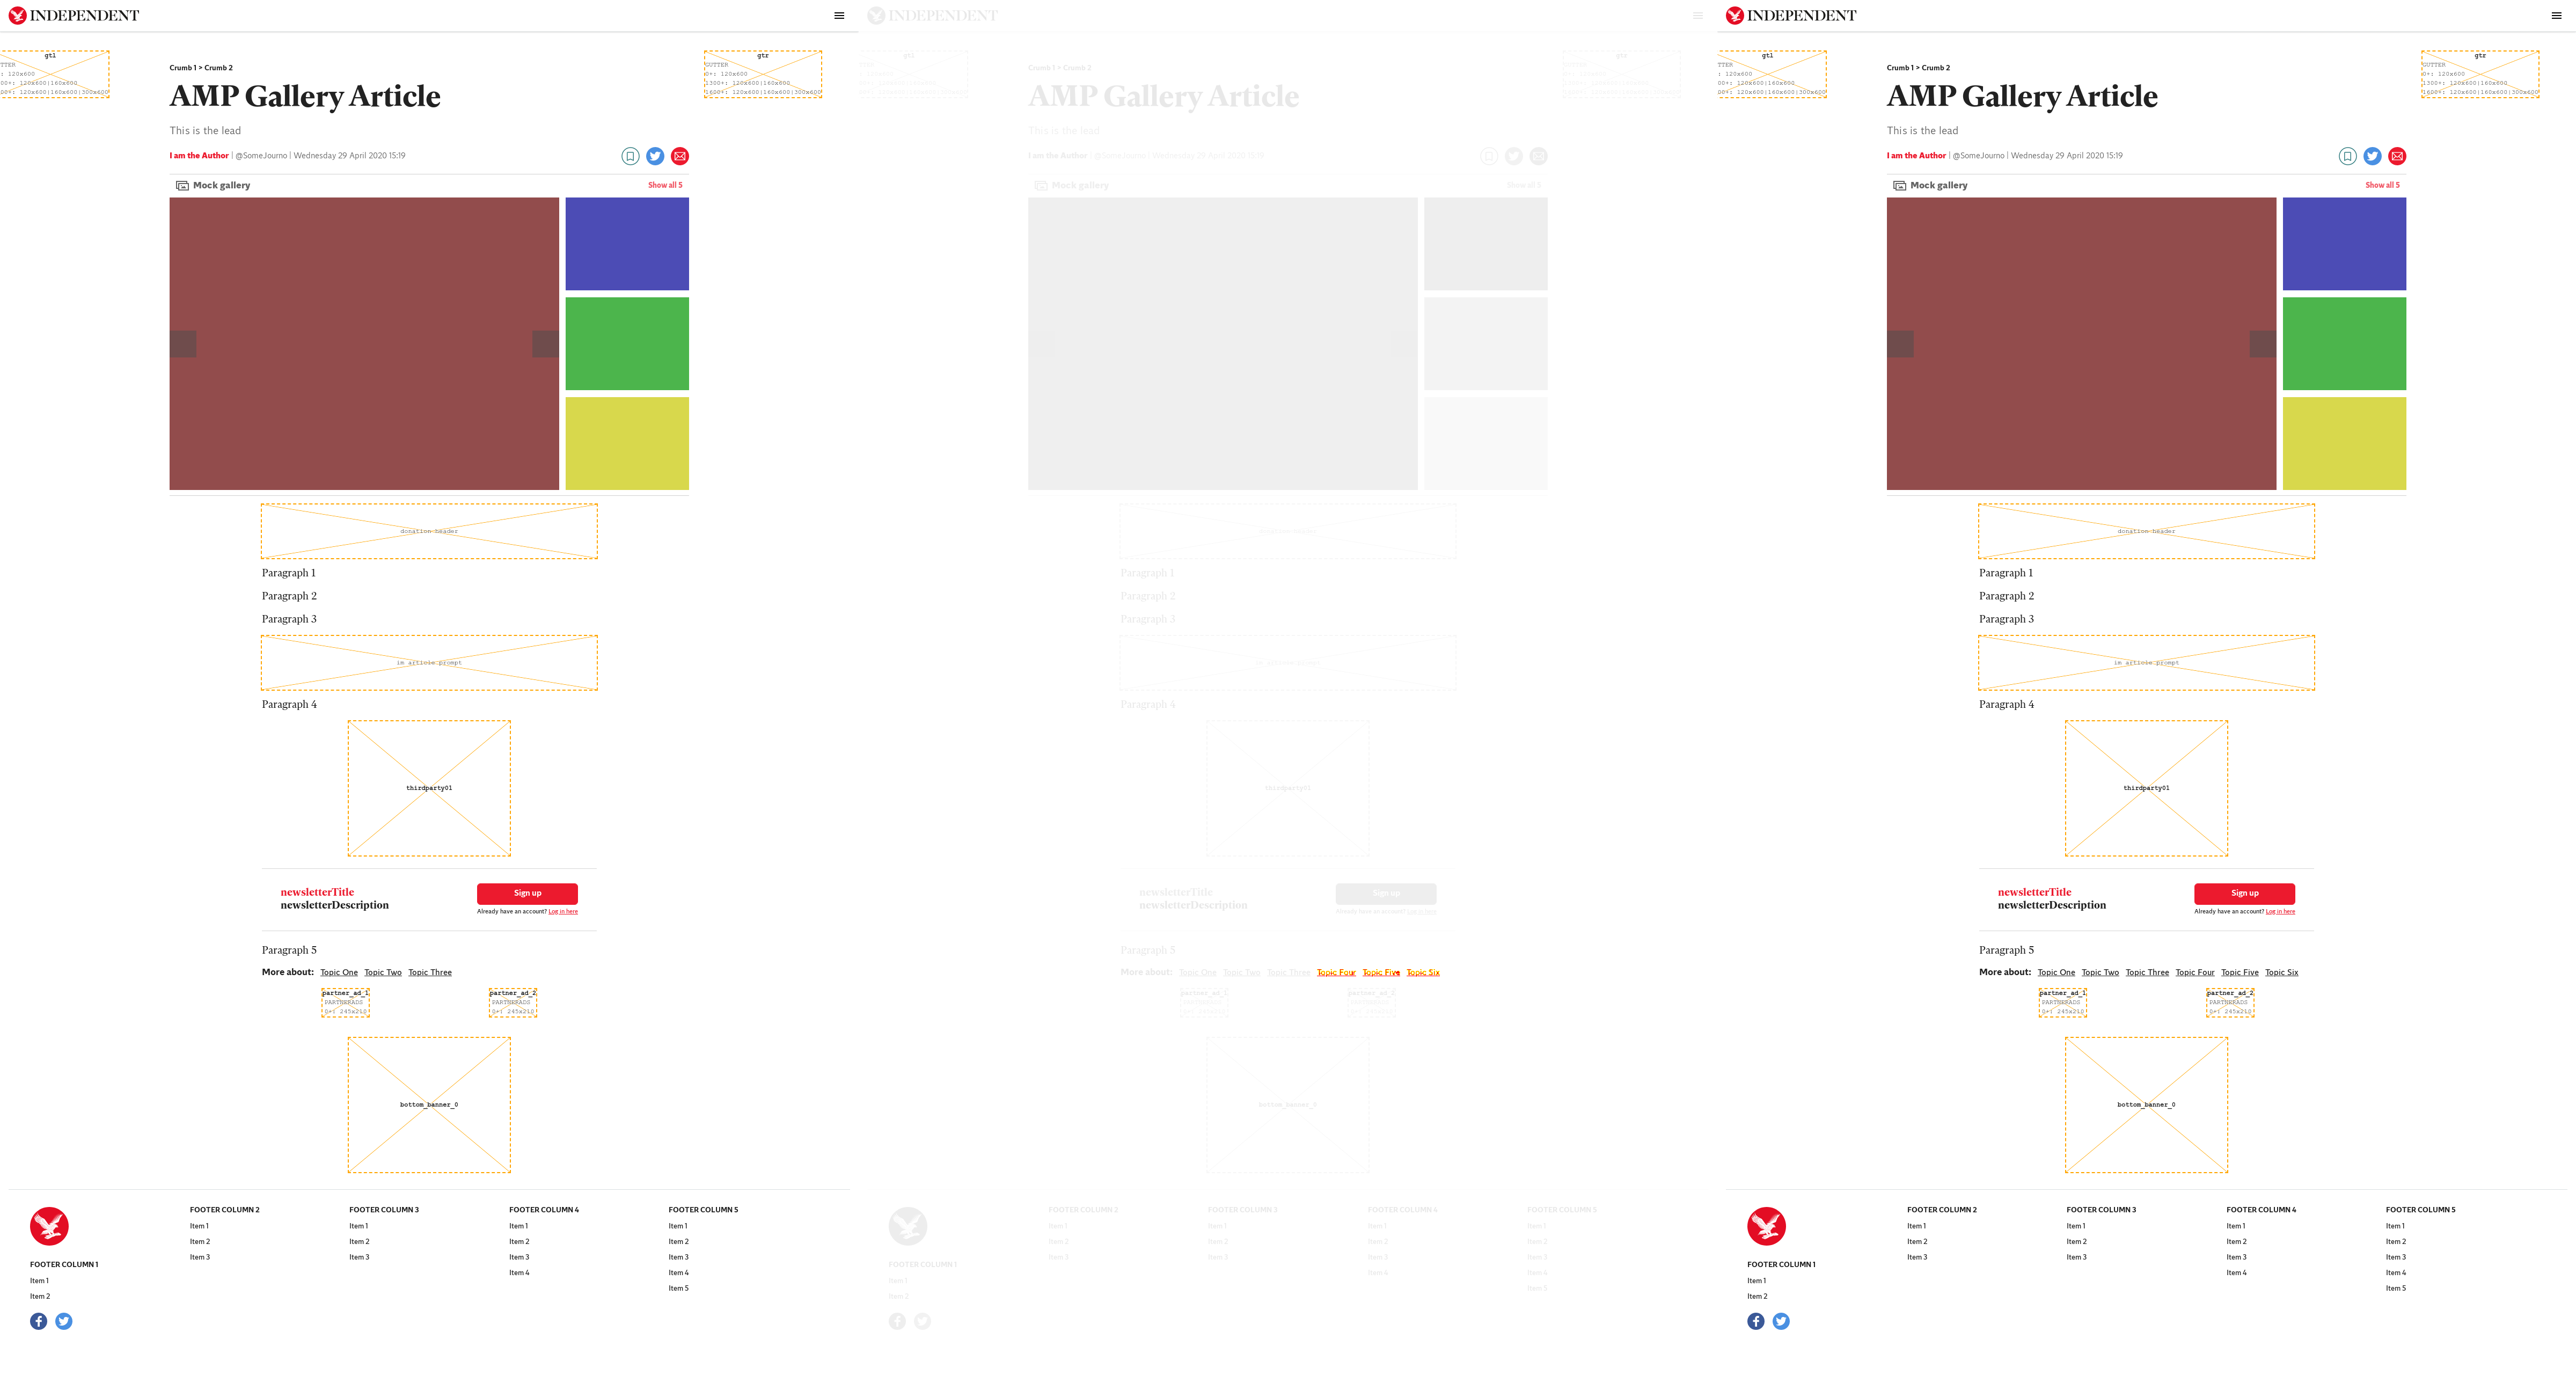 INDEPENDENT
gtl
TTER
: 120x600
00+: 120x600|160x600
00+: 120x600|160x600|300x600
gtr
GUTTER
0+: 120x600
1300+: 120x600|160x600
1600+: 120x600|160x600|300x600
Crumb 1 > Crumb 2
AMP Gallery Article
This is the lead
I am the Author | @SomeJourno | Wednesday 29 April 2020 15:19
Mock gallery
Show all 5
donation header
Paragraph 1
Paragraph 2
Paragraph 3
im article prompt
Paragraph 4
thirdparty01
newsletterTitle
newsletterDescription
Sign up
Already have an account? Log in here
Paragraph 5
More about: Topic One Topic Two Topic Three
partner_ad_1
PARTNERADS
0+: 245x210
partner_ad_2
PARTNERADS
0+: 245x210
bottom_banner_0
FOOTER COLUMN 1
Item 1
Item 2
FOOTER COLUMN 2
Item 1
Item 2
Item 3
FOOTER COLUMN 3
Item 1
Item 2
Item 3
FOOTER COLUMN 4
Item 1
Item 2
Item 3
Item 4
FOOTER COLUMN 5
Item 1
Item 2
Item 3
Item 4
Item 5
INDEPENDENT
gtl
gtr
Crumb 1 > Crumb 2
AMP Gallery Article
This is the lead
I am the Author | @SomeJourno | Wednesday 29 April 2020 15:19
Mock gallery
Show all 5
Paragraph 1
Paragraph 2
Paragraph 3
Paragraph 4
thirdparty01
newsletterTitle
newsletterDescription
Sign up
Already have an account? Log in here
Paragraph 5
More about: Topic One Topic Two Topic Three Topic Four Topic Five Topic Six
partner_ad_1
partner_ad_2
bottom_banner_0
FOOTER COLUMN 1
Item 1
Item 2
FOOTER COLUMN 2
Item 1
Item 2
Item 3
FOOTER COLUMN 3
Item 1
Item 2
Item 3
FOOTER COLUMN 4
Item 1
Item 2
Item 3
Item 4
FOOTER COLUMN 5
Item 1
Item 2
Item 3
Item 4
Item 5
INDEPENDENT
gtl
TTER
: 120x600
00+: 120x600|160x600
00+: 120x600|160x600|300x600
gtr
GUTTER
0+: 120x600
1300+: 120x600|160x600
1600+: 120x600|160x600|300x600
Crumb 1 > Crumb 2
AMP Gallery Article
This is the lead
I am the Author | @SomeJourno | Wednesday 29 April 2020 15:19
Mock gallery
Show all 5
donation header
Paragraph 1
Paragraph 2
Paragraph 3
im article prompt
Paragraph 4
thirdparty01
newsletterTitle
newsletterDescription
Sign up
Already have an account? Log in here
Paragraph 5
More about: Topic One Topic Two Topic Three Topic Four Topic Five Topic Six
partner_ad_1
PARTNERADS
0+: 245x210
partner_ad_2
PARTNERADS
0+: 245x210
bottom_banner_0
FOOTER COLUMN 1
Item 1
Item 2
FOOTER COLUMN 2
Item 1
Item 2
Item 3
FOOTER COLUMN 3
Item 1
Item 2
Item 3
FOOTER COLUMN 4
Item 1
Item 2
Item 3
Item 4
FOOTER COLUMN 5
Item 1
Item 2
Item 3
Item 4
Item 5